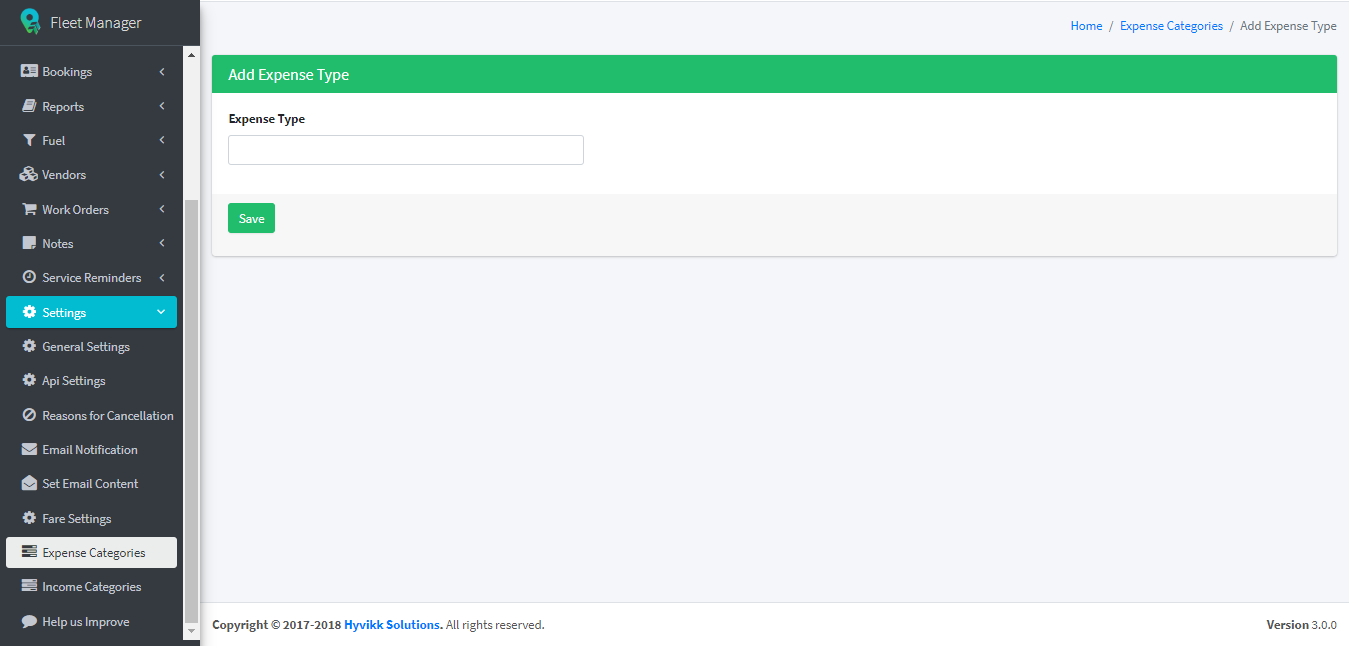 Fleet Manager
Bookings
Reports
Fuel
Vendors
Work Orders
Notes
Service Reminders
Settings
General Settings
Api Settings
Reasons for Cancellation
Email Notification
Set Email Content
Fare Settings
Expense Categories
Income Categories
Help us Improve
Home / Expense Categories / Add Expense Type
Add Expense Type
Expense Type
Save
Copyright © 2017-2018 Hyvikk Solutions. All rights reserved.
Version 3.0.0